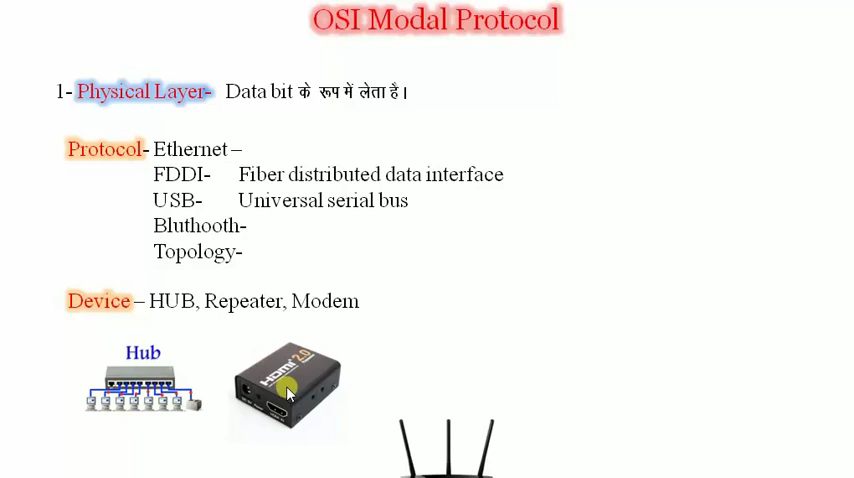 OSI Modal Protocol
1- Physical Layer- Data bit के रूप में लेता है।
Protocol- Ethernet –
FDDI- Fiber distributed data interface
USB- Universal serial bus
Bluthooth-
Topology-
Device – HUB, Repeater, Modem
Hub
HDMI 2.0